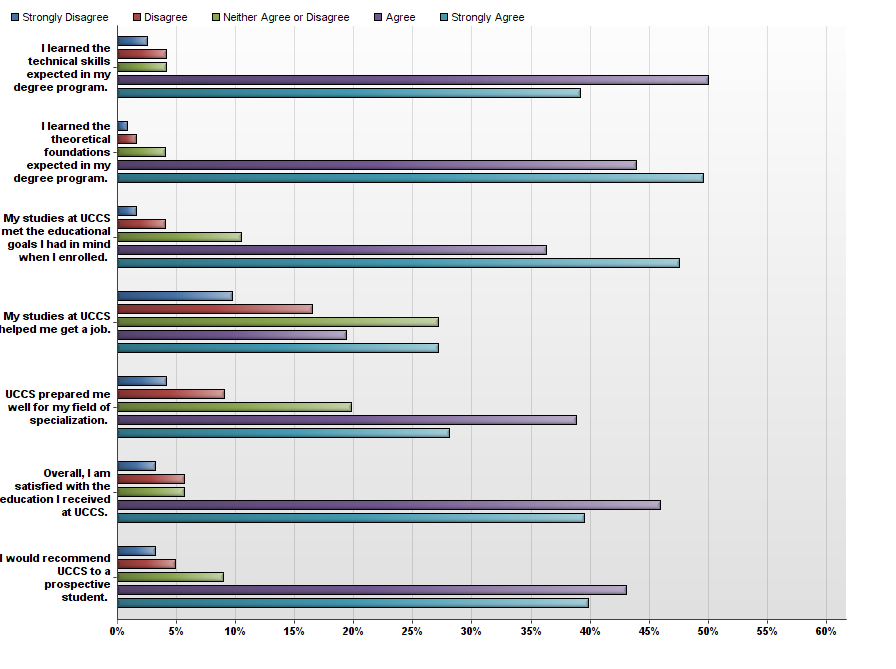 Strongly Disagree Disagree Neither Agree or Disagree Agree Strongly Agree
I learned the
technical skills
expected in my
degree program.
I learned the
theoretical
foundations
expected in my
degree program.
My studies at UCCS
met the educational
goals I had in mind
when I enrolled.
My studies at UCCS
helped me get a job.
UCCS prepared me
well for my field of
specialization.
Overall, I am
satisfied with the
education I received
at UCCS.
I would recommend
UCCS to a
prospective
student.
0% 5% 10% 15% 20% 25% 30% 35% 40% 45% 50% 55% 60%